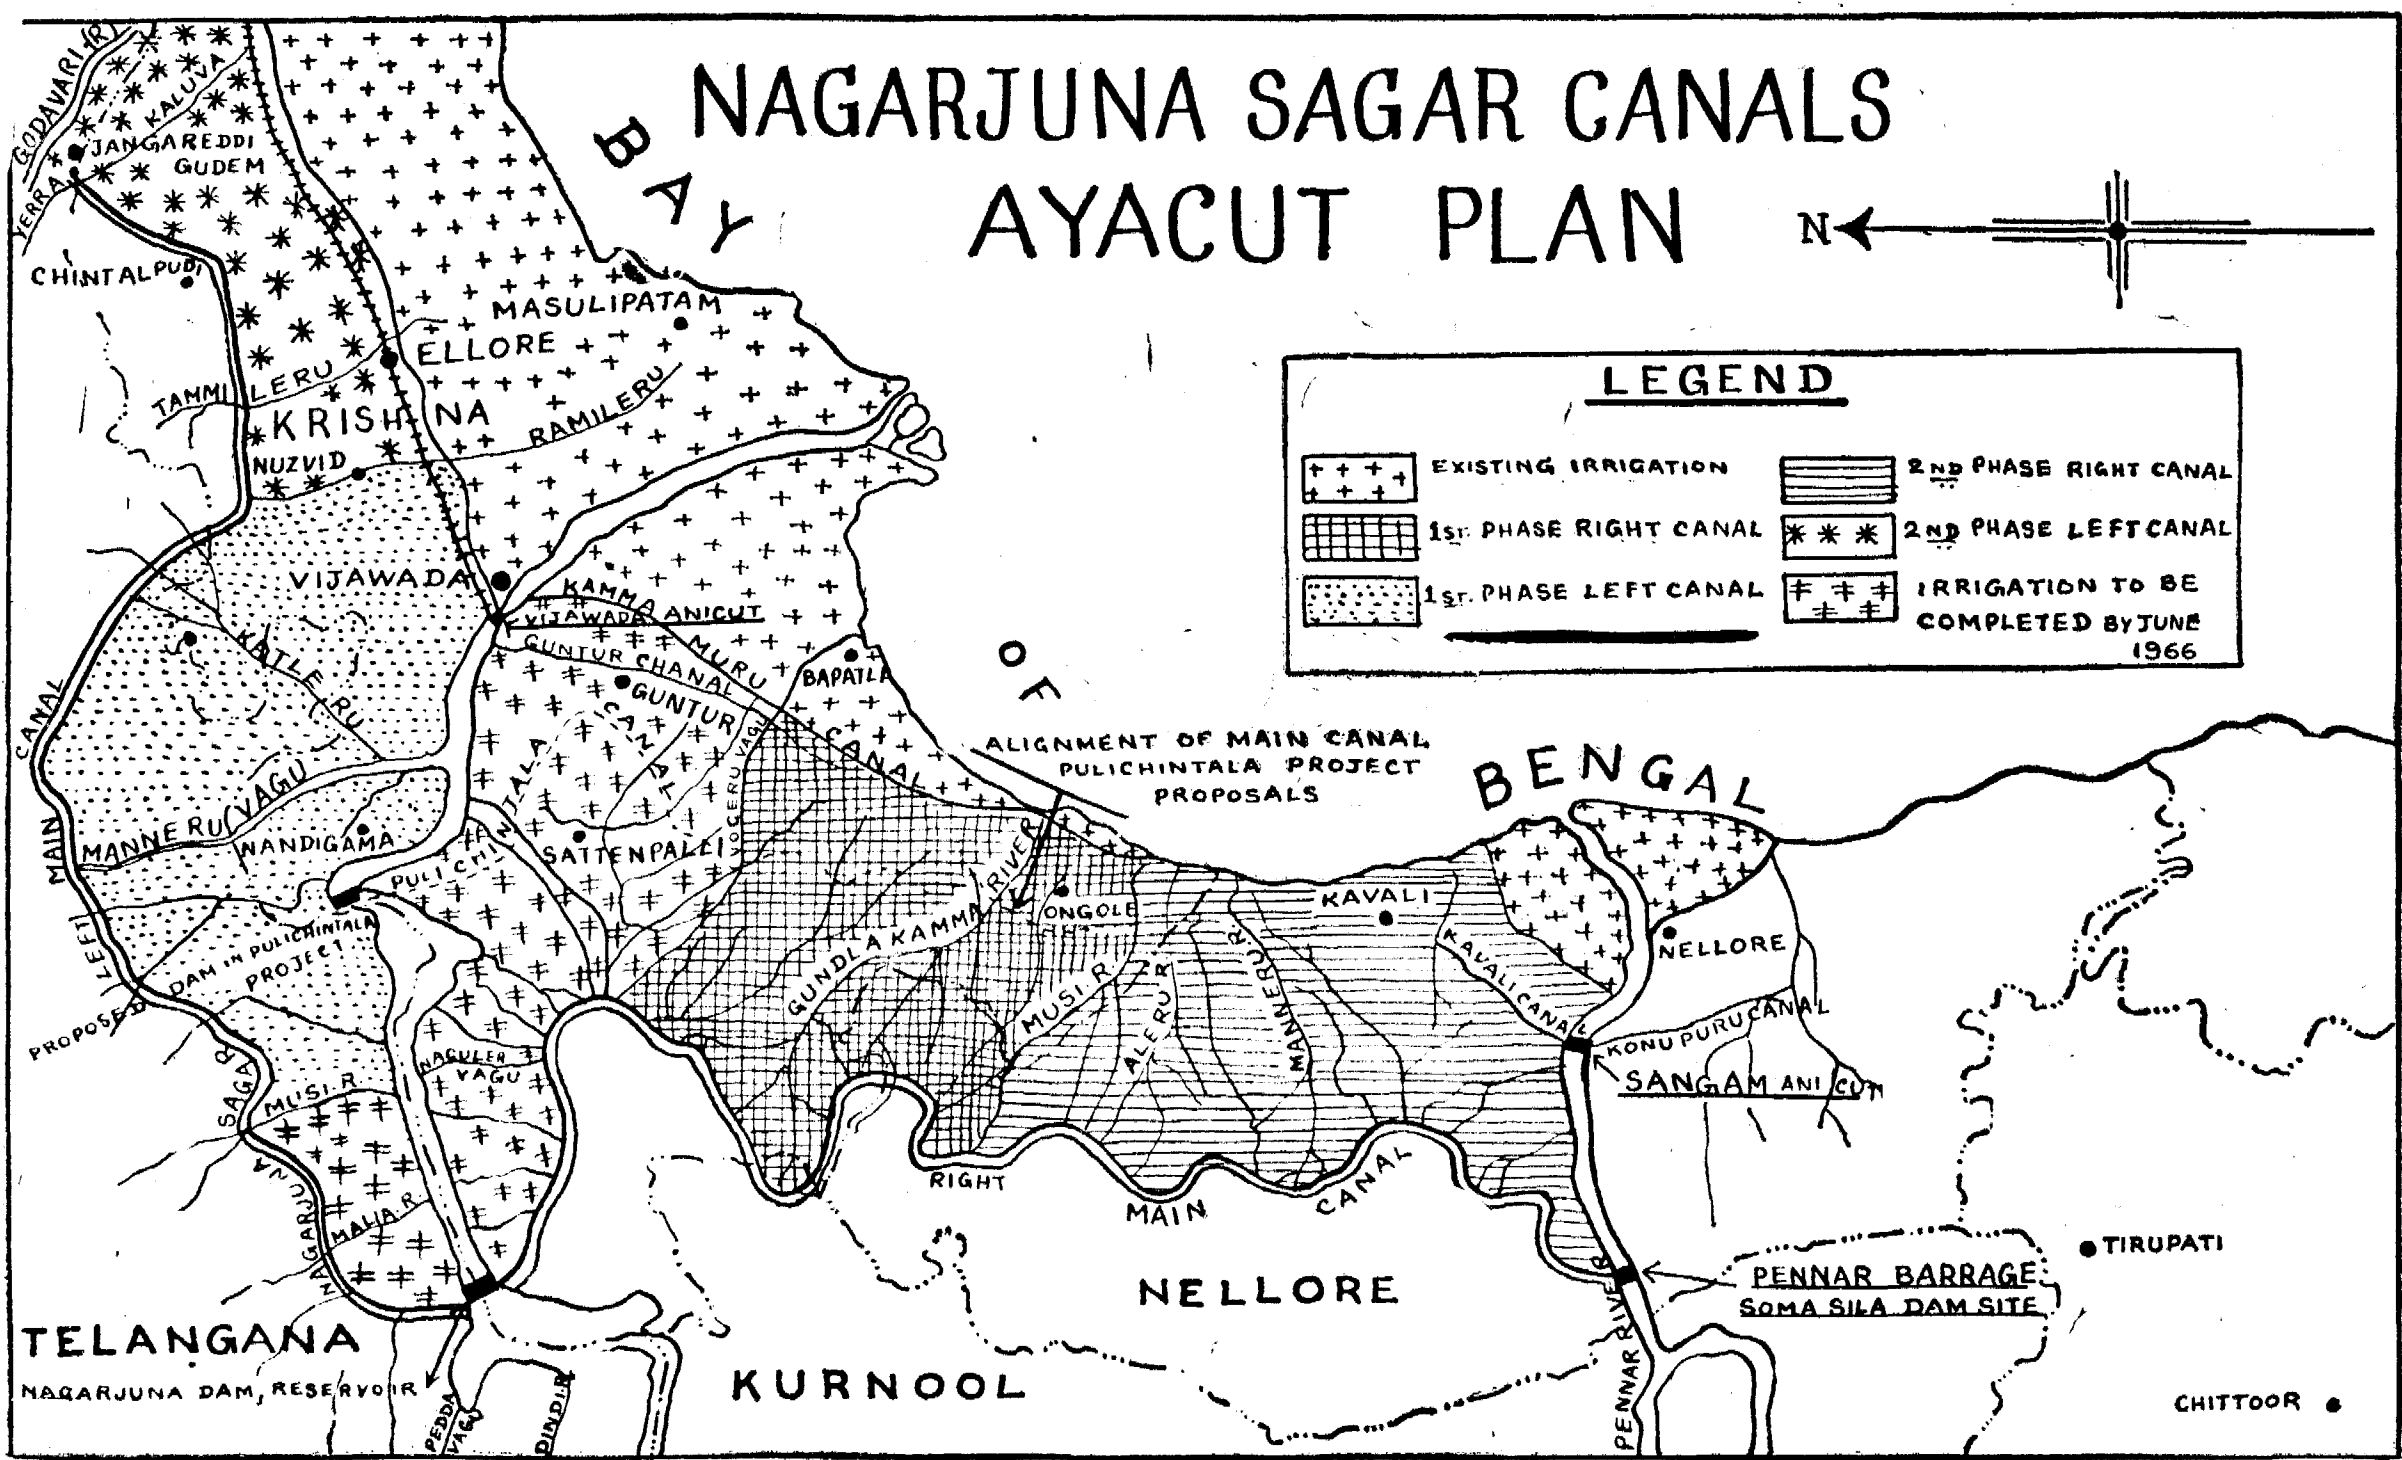 NAGARJUNA SAGAR CANALS
AYACUT PLAN
N
BAY
OF
BENGAL
LEGEND
EXISTING IRRIGATION
1ST. PHASE RIGHT CANAL
1ST. PHASE LEFT CANAL
2ND PHASE RIGHT CANAL
2ND PHASE LEFT CANAL
IRRIGATION TO BE
COMPLETED BY JUNE
1966
GODAVARI (R)
YERRA KALUVA
JANGAREDDI
GUDEM
CHINTALPUDI
MASULIPATAM
ELLORE
TAMMILERU
KRISHNA
RAMILERU
NUZVID
VIJAWADA
KAMMAMURU CANAL
VIJAWADA ANICUT
GUNTUR CHANAL
BAPATLA
GUNTUR
CANAL
KATLERU
VOGERU VAGU
ALIGNMENT OF MAIN CANAL
PULICHINTALA PROJECT
PROPOSALS
MANNERU (VAGU
NANDIGAMA
SATTENPALLI
PULICHINTALA
PROPOSED DAM IN PULICHINTALA
PROJECT
GUNDLAKAMMA RIVER
ONGOLE
KAVALI
KAVALI CANAL
NELLORE
MUSI R
ALERU R
MANNERU R.
KONUPURU CANAL
SANGAM ANICUT
NAGULER
VAGU
MUSI R
MALIA R
NAGARJUNA SAGAR LEFT MAIN CANAL
RIGHT MAIN CANAL
NELLORE
TIRUPATI
PENNAR BARRAGE
SOMA SILA DAM SITE
PENNAR RIVER
TELANGANA
NAGARJUNA DAM, RESERVOIR
PEDDA
VAGU
DINDI R
KURNOOL
CHITTOOR